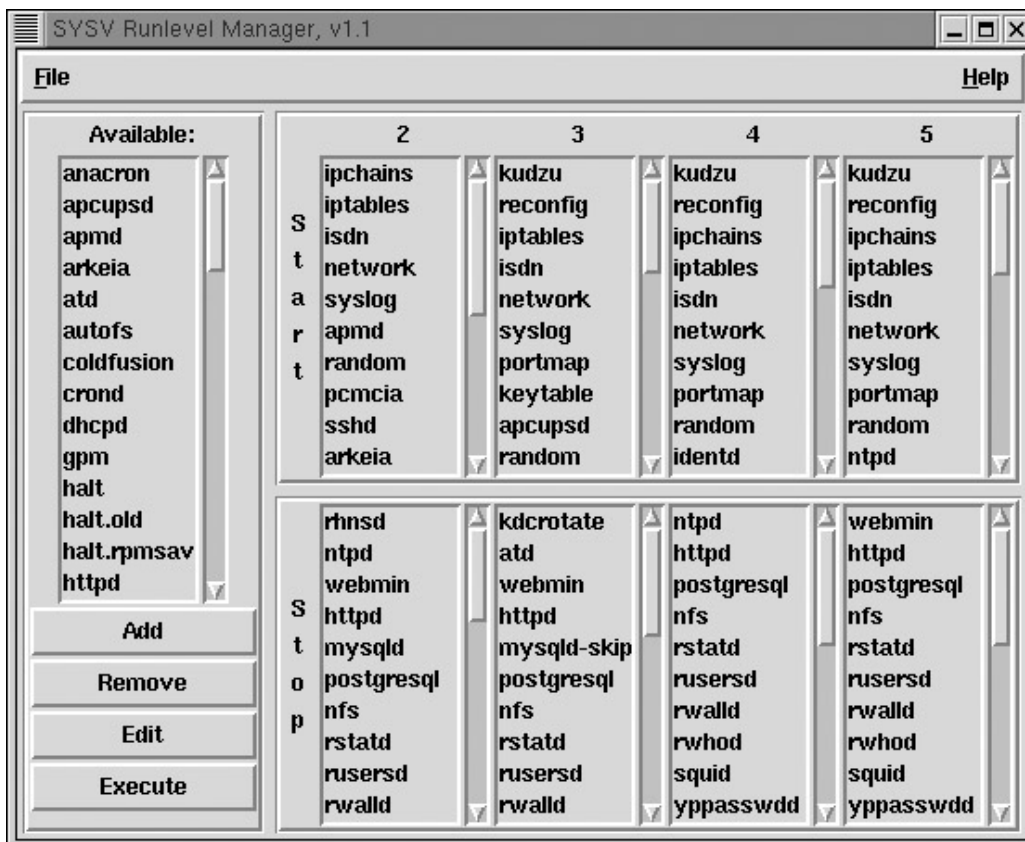 SYSV Runlevel Manager, v1.1
File
Help
Available:
anacron
apcupsd
apmd
arkeia
atd
autofs
coldfusion
crond
dhcpd
gpm
halt
halt.old
halt.rpmsav
httpd
Add
Remove
Edit
Execute
Start
2
ipchains
iptables
isdn
network
syslog
apmd
random
pcmcia
sshd
arkeia
3
kudzu
reconfig
iptables
isdn
network
syslog
portmap
keytable
apcupsd
random
4
kudzu
reconfig
ipchains
iptables
isdn
network
syslog
portmap
random
identd
5
kudzu
reconfig
ipchains
iptables
isdn
network
syslog
portmap
random
ntpd
Stop
rhnsd
ntpd
webmin
httpd
mysqld
postgresql
nfs
rstatd
rusersd
rwalld
kdcrotate
atd
webmin
httpd
mysqld-skip
postgresql
nfs
rstatd
rusersd
rwalld
ntpd
httpd
postgresql
nfs
rstatd
rusersd
rwalld
rwhod
squid
yppasswdd
webmin
httpd
postgresql
nfs
rstatd
rusersd
rwalld
rwhod
squid
yppasswdd